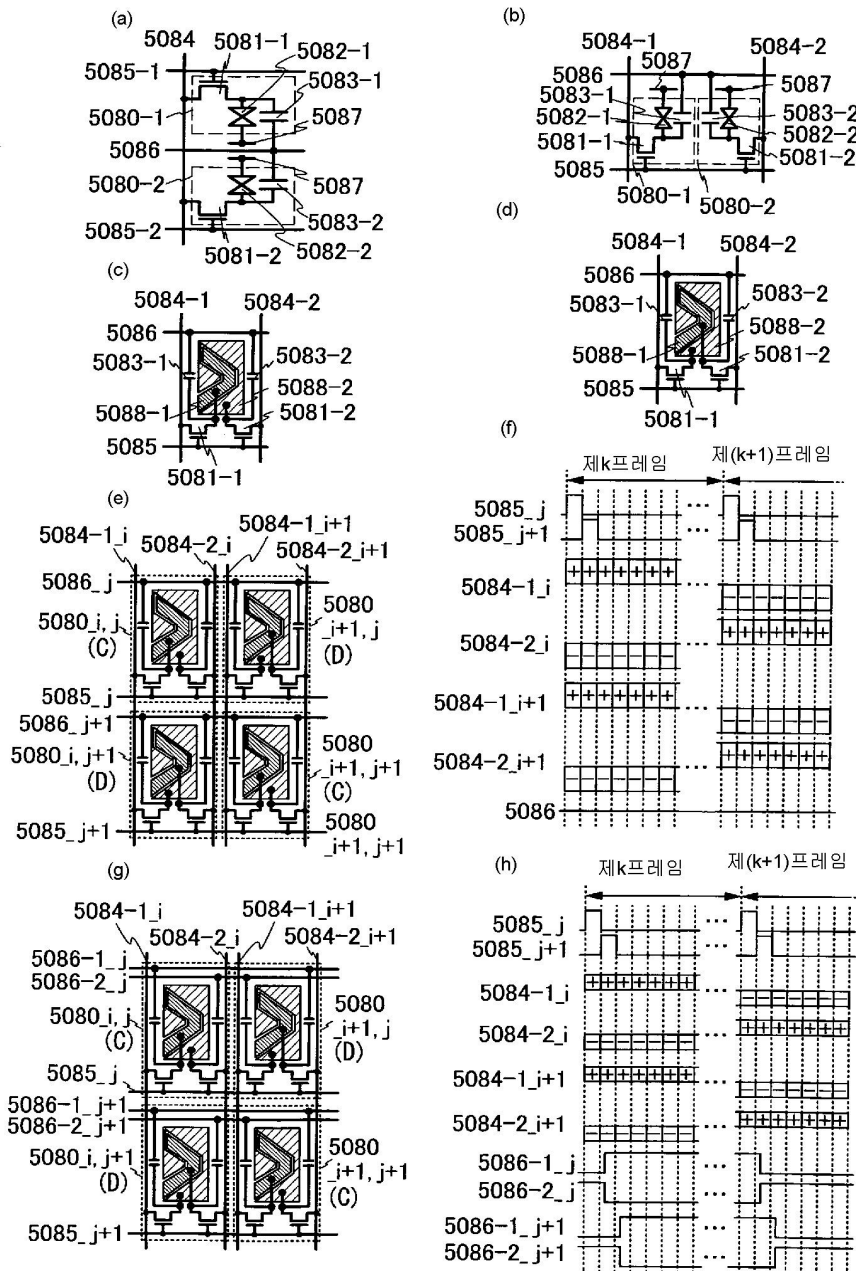 (a)
5084
5081-1
5082-1
5085-1
5083-1
5080-1
5087
5086
5080-2
5087
5083-2
5085-2
5082-2
5081-2
(b)
5084-1
5084-2
5087
5086
5087
5083-1
5083-2
5082-1
5082-2
5081-1
5081-2
5085
5080-1
5080-2
(c)
5084-1
5084-2
5086
5083-1
5083-2
5088-2
5088-1
5081-2
5085
5081-1
(d)
5084-1
5084-2
5086
5083-1
5083-2
5088-2
5088-1
5081-2
5085
5081-1
(e)
5084-1_i
5084-1_i+1
5084-2_i
5084-2_i+1
5086_j
5080_i, j
(C)
5080
_i+1, j
(D)
5085_j
5086_j+1
5080_i, j+1
(D)
5080
_i+1, j+1
(C)
5085_j+1
5080
_i+1, j+1
(f)
제k프레임
제(k+1)프레임
5085_j
5085_j+1
...
...
5084-1_i
+++++++
...
-------
5084-2_i
-------
...
+++++++
5084-1_i+1
+++++++
...
-------
5084-2_i+1
-------
...
+++++++
5086
(g)
5084-1_i
5084-1_i+1
5084-2_i
5084-2_i+1
5086-1_j
5086-2_j
5080_i, j
(C)
5080
_i+1, j
(D)
5085_j
5086-1_j+1
5086-2_j+1
5080_i, j+1
(D)
5080
_i+1, j+1
(C)
5085_j+1
(h)
제k프레임
제(k+1)프레임
5085_j
5085_j+1
...
...
5084-1_i
+++++++
...
-------
5084-2_i
-------
...
+++++++
5084-1_i+1
+++++++
...
-------
5084-2_i+1
-------
...
+++++++
5086-1_j
...
5086-2_j
...
5086-1_j+1
...
5086-2_j+1
...